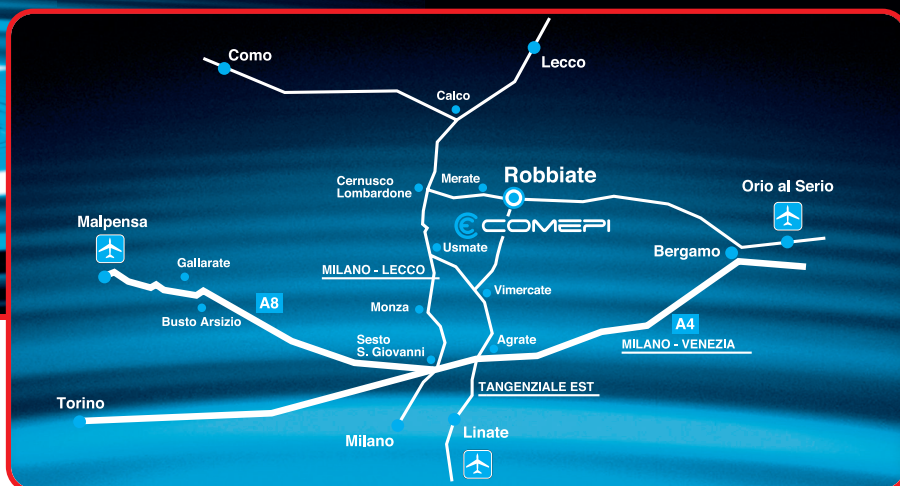 Como
Lecco
Calco
Cernusco
Lombardone
Merate
Robbiate
Orio al Serio
Malpensa
COMEPI
Usmate
Bergamo
Gallarate
MILANO - LECCO
Vimercate
A8
Busto Arsizio
Monza
A4
Sesto
S. Giovanni
Agrate
MILANO - VENEZIA
TANGENZIALE EST
Torino
Milano
Linate